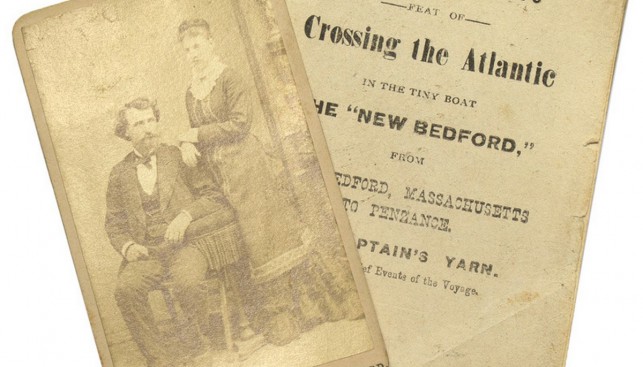 FEAT OF
Crossing the Atlantic
IN THE TINY BOAT
HE "NEW BEDFORD,"
FROM
EDFORD, MASSACHUSETTS
TO PENZANCE.
PTAIN'S YARN.
of Events of the Voyage.